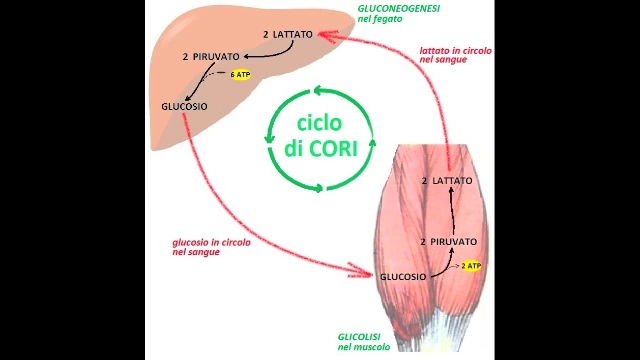 GLUCONEOGENESI
nel fegato
2 LATTATO
2 PIRUVATO
6 ATP
GLUCOSIO
lattato in circolo
nel sangue
ciclo
di CORI
2 LATTATO
2 PIRUVATO
2 ATP
GLUCOSIO
glucosio in circolo
nel sangue
GLICOLISI
nel muscolo